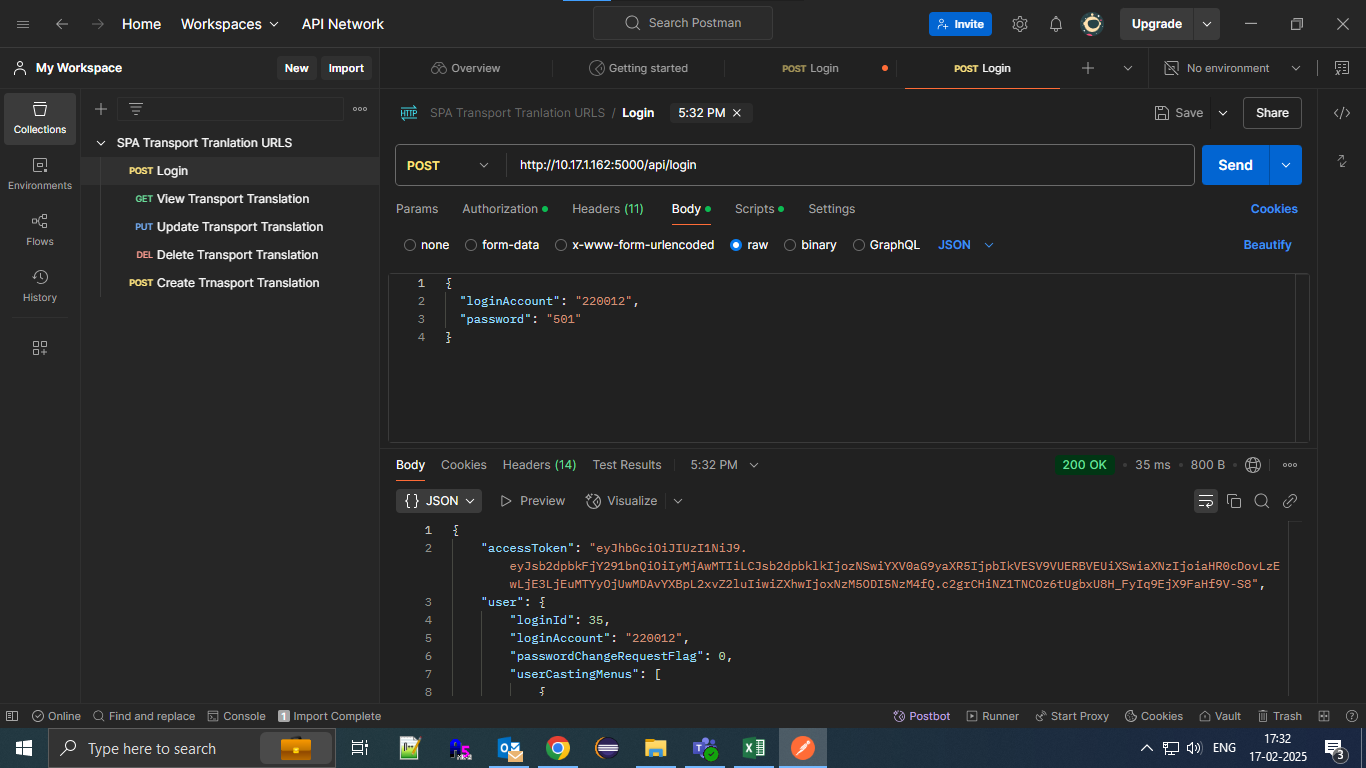 Home Workspaces API Network Search Postman Invite Upgrade
My Workspace New Import
Overview Getting started POST Login POST Login No environment
Collections
Environments
Flows
History
SPA Transport Tranlation URLS
POST Login
GET View Transport Translation
PUT Update Transport Translation
DEL Delete Transport Translation
POST Create Trnasport Translation
HTTP SPA Transport Tranlation URLS / Login 5:32 PM Save Share
POST http://10.17.1.162:5000/api/login Send
Params Authorization Headers (11) Body Scripts Settings Cookies
none form-data x-www-form-urlencoded raw binary GraphQL JSON Beautify
1 {
2 "loginAccount": "220012",
3 "password": "501"
4 }
Body Cookies Headers (14) Test Results 5:32 PM 200 OK 35 ms 800 B
{} JSON Preview Visualize
1 {
2 "accessToken": "eyJhbGciOiJIUzI1NiJ9.
eyJsb2dpbkFjY291bnQiOiIyMjAwMTIiLCJsb2dpbklkIjozNSwiYXV0aG9yaXR5IjpbIkVESV9VUERBVEUiXSwiaXNzIjoiaHR0cDovLzE
wLjE3LjEuMTYyOjUwMDAvYXBpL2xvZ2luIiwiZXhwIjoxNzM5ODI5NzM4fQ.c2grCHiNZ1TNCOz6tUgbxU8H_FyIq9EjX9FaHf9V-S8",
3 "user": {
4 "loginId": 35,
5 "loginAccount": "220012",
6 "passwordChangeRequestFlag": 0,
7 "userCastingMenus": [
8 {
Online Find and replace Console 1 Import Complete Postbot Runner Start Proxy Cookies Vault Trash
Type here to search ENG 17:32
17-02-2025 3